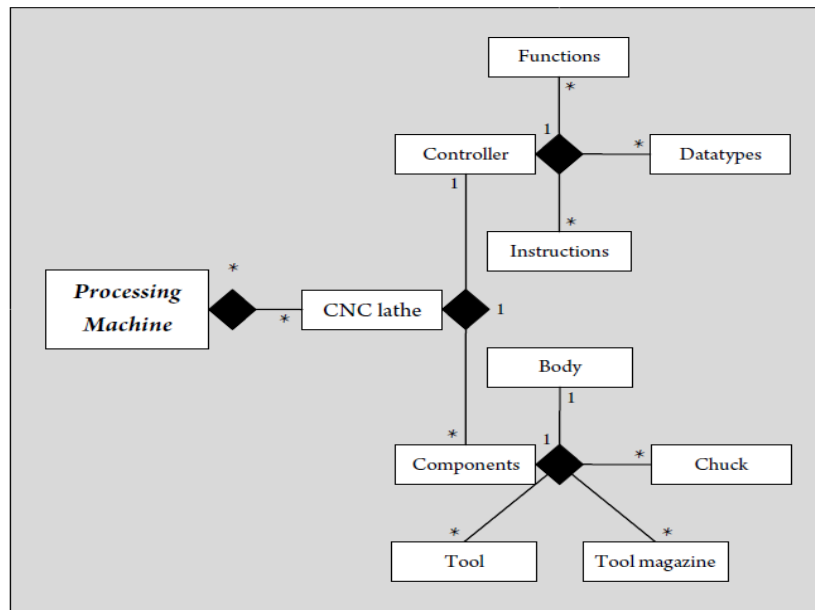 Functions
*
1
Controller
*
Datatypes
1
*
Instructions
*
Processing
Machine
*
CNC lathe
1
Body
1
*
1
*
Components
Chuck
*
*
Tool
Tool magazine